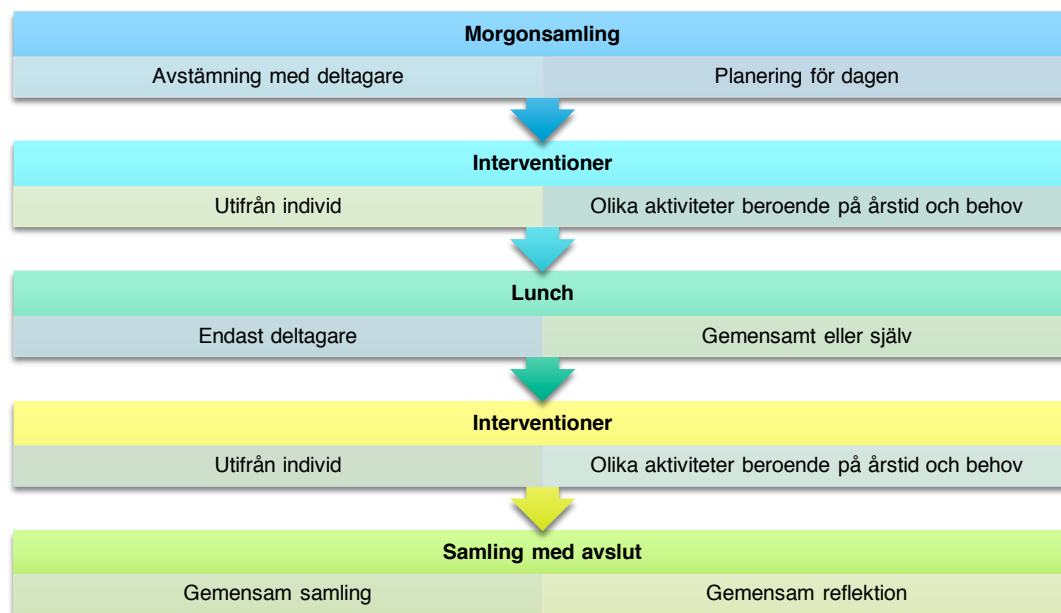 Morgonsamling
Avstämning med deltagare
Planering för dagen
Interventioner
Utifrån individ
Olika aktiviteter beroende på årstid och behov
Lunch
Endast deltagare
Gemensamt eller själv
Interventioner
Utifrån individ
Olika aktiviteter beroende på årstid och behov
Samling med avslut
Gemensam samling
Gemensam reflektion